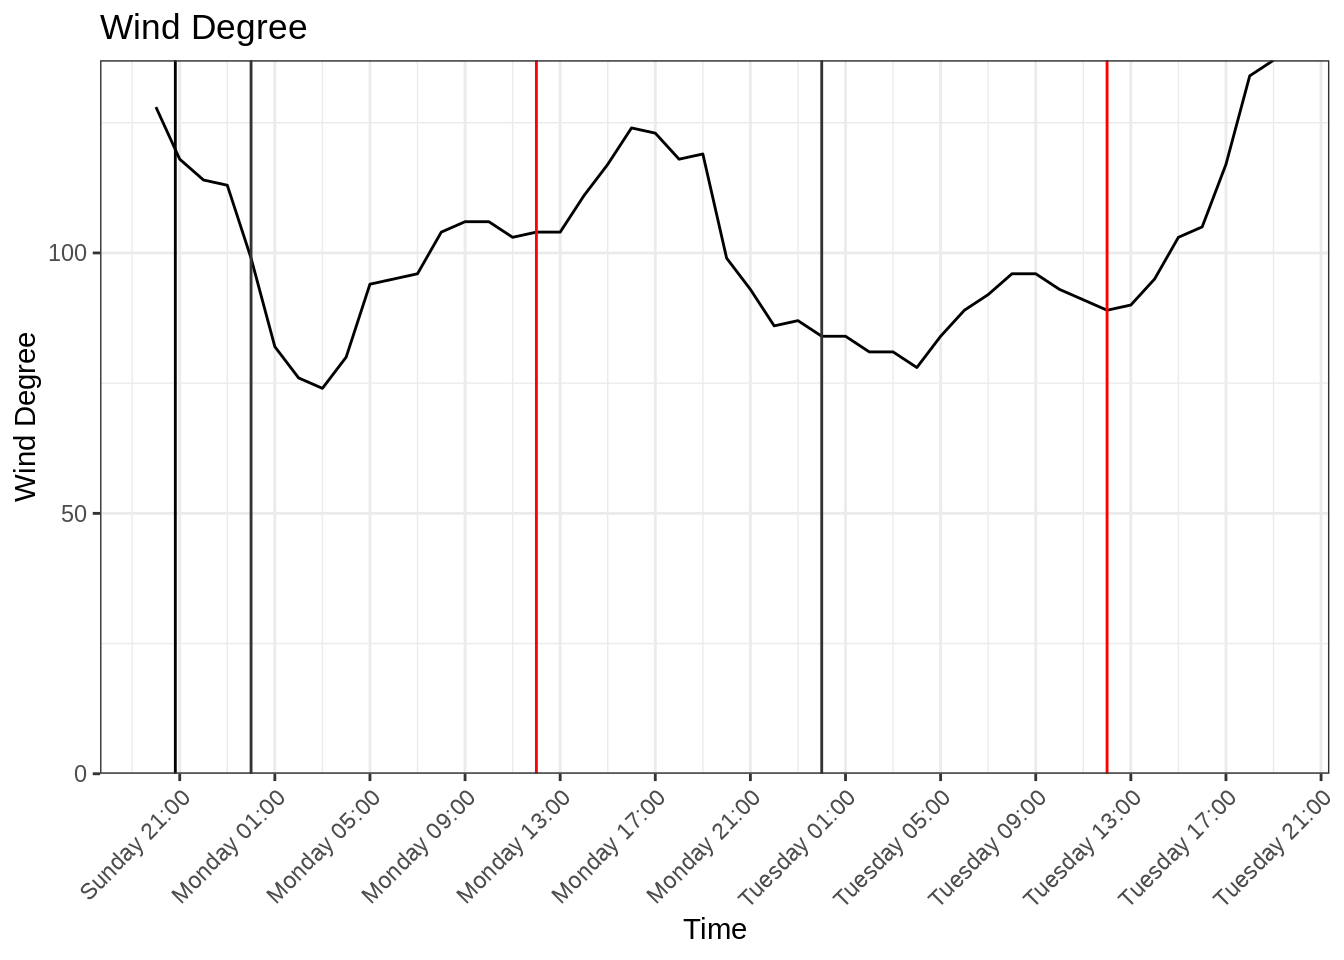 Wind Degree
Wind Degree
100
50
0
Sunday 21:00
Monday 01:00
Monday 05:00
Monday 09:00
Monday 13:00
Monday 17:00
Monday 21:00
Tuesday 01:00
Tuesday 05:00
Tuesday 09:00
Tuesday 13:00
Tuesday 17:00
Tuesday 21:00
Time